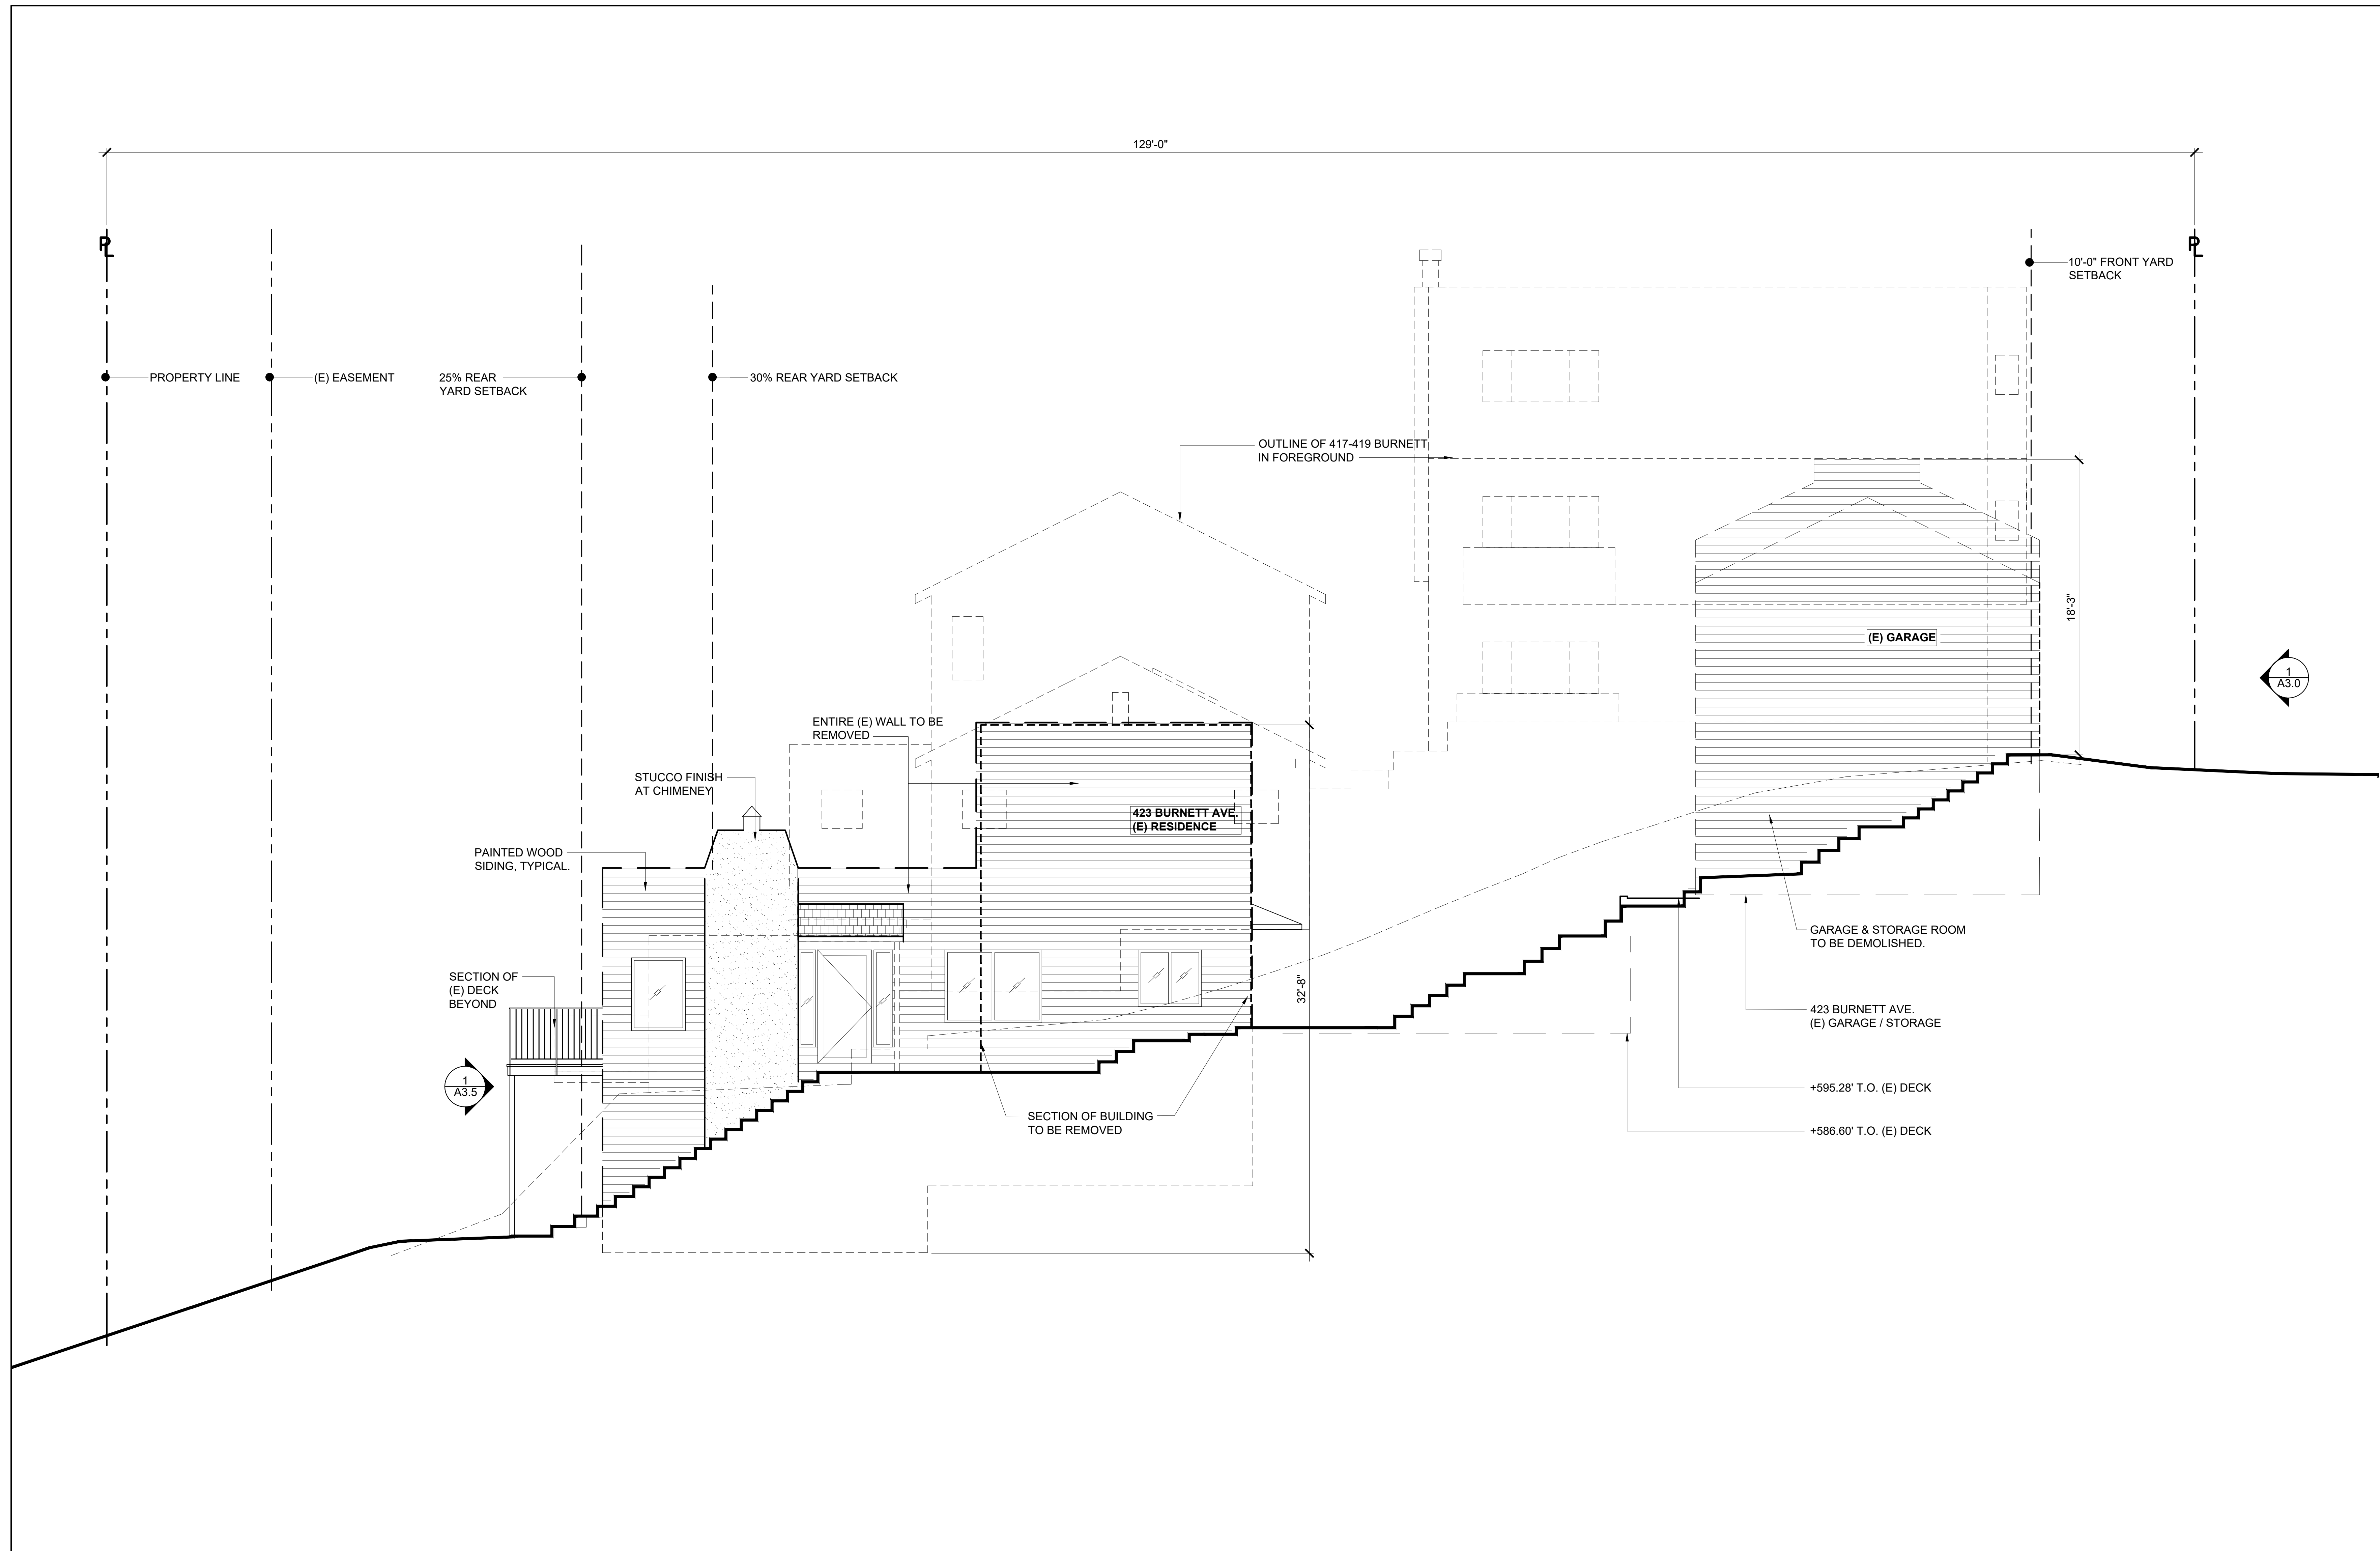 129'-0"
PL
PL
10'-0" FRONT YARD
SETBACK
PROPERTY LINE
(E) EASEMENT
25% REAR
YARD SETBACK
30% REAR YARD SETBACK
OUTLINE OF 417-419 BURNETT
IN FOREGROUND
18'-3"
(E) GARAGE
1
A3.0
ENTIRE (E) WALL TO BE
REMOVED
STUCCO FINISH
AT CHIMENEY
423 BURNETT AVE.
(E) RESIDENCE
PAINTED WOOD
SIDING, TYPICAL.
GARAGE & STORAGE ROOM
TO BE DEMOLISHED.
SECTION OF
(E) DECK
BEYOND
32'-8"
423 BURNETT AVE.
(E) GARAGE / STORAGE
1
A3.5
+595.28' T.O. (E) DECK
SECTION OF BUILDING
TO BE REMOVED
+586.60' T.O. (E) DECK